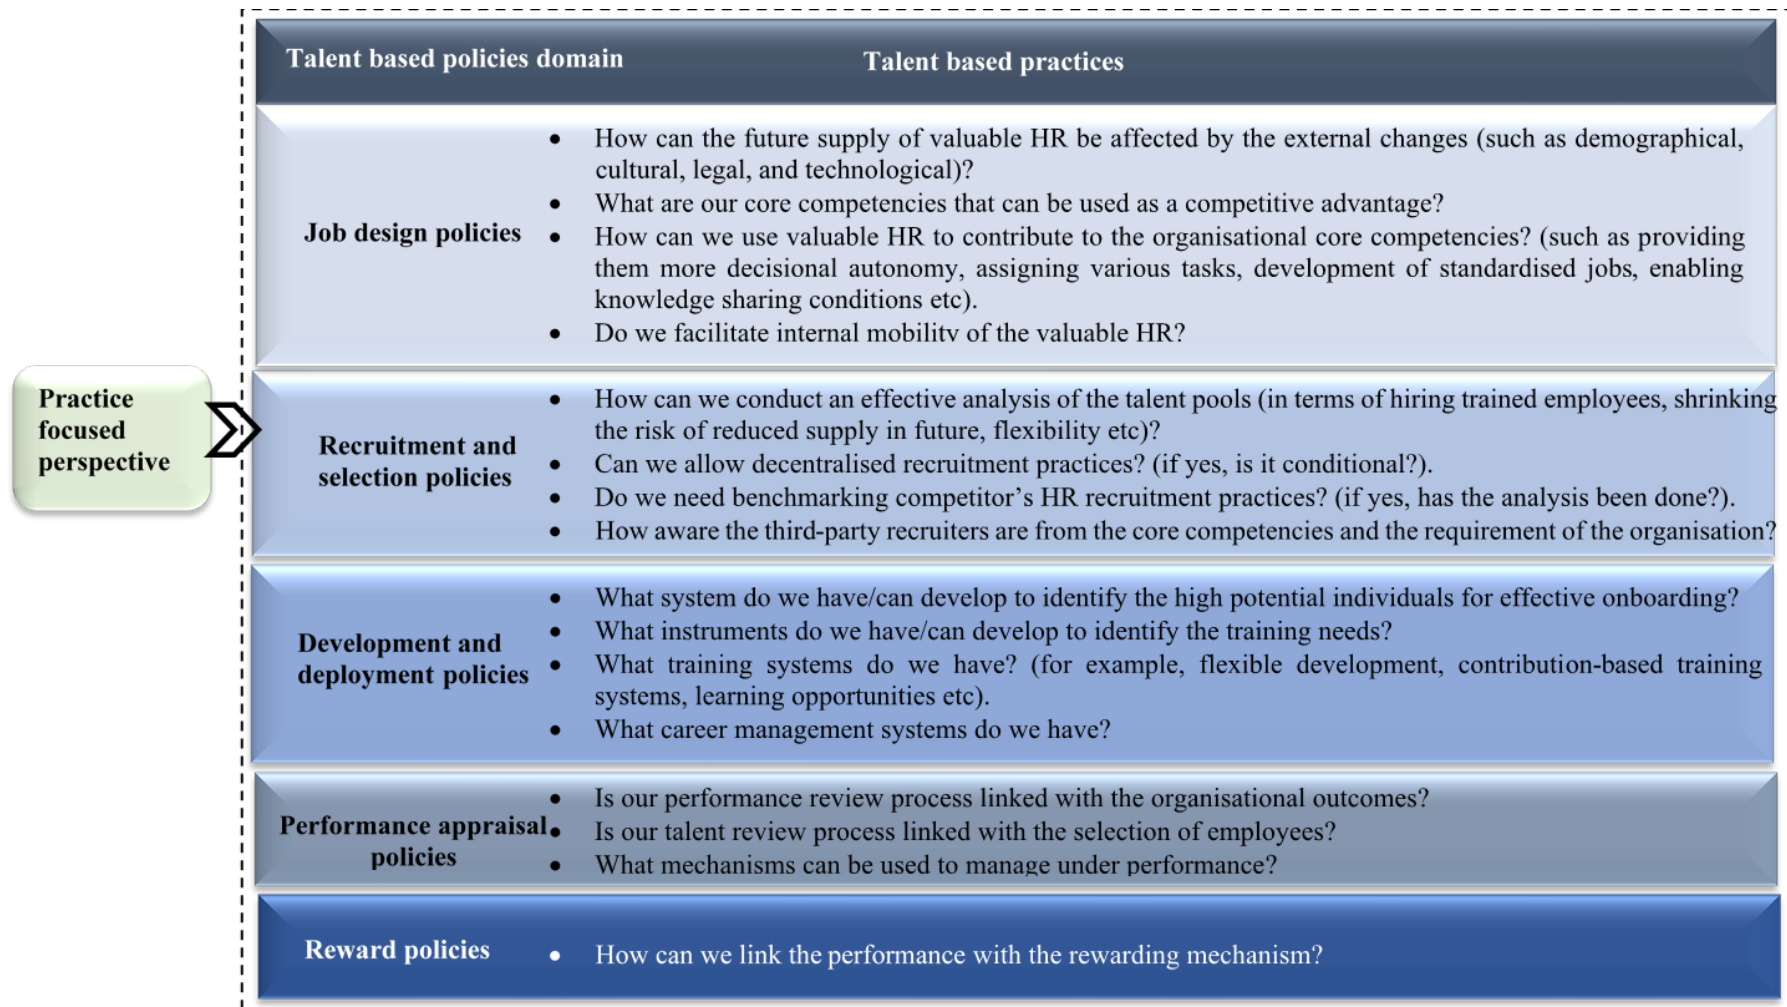 Talent based policies domain
Talent based practices
Job design policies
• How can the future supply of valuable HR be affected by the external changes (such as demographical,
cultural, legal, and technological)?
• What are our core competencies that can be used as a competitive advantage?
• How can we use valuable HR to contribute to the organisational core competencies? (such as providing
them more decisional autonomy, assigning various tasks, development of standardised jobs, enabling
knowledge sharing conditions etc).
• Do we facilitate internal mobility of the valuable HR?
Practice
focused
perspective
Recruitment and
selection policies
• How can we conduct an effective analysis of the talent pools (in terms of hiring trained employees, shrinking
the risk of reduced supply in future, flexibility etc)?
• Can we allow decentralised recruitment practices? (if yes, is it conditional?).
• Do we need benchmarking competitor's HR recruitment practices? (if yes, has the analysis been done?).
• How aware the third-party recruiters are from the core competencies and the requirement of the organisation?
Development and
deployment policies
• What system do we have/can develop to identify the high potential individuals for effective onboarding?
• What instruments do we have/can develop to identify the training needs?
• What training systems do we have? (for example, flexible development, contribution-based training
systems, learning opportunities etc).
• What career management systems do we have?
Performance appraisal
policies
• Is our performance review process linked with the organisational outcomes?
• Is our talent review process linked with the selection of employees?
• What mechanisms can be used to manage under performance?
Reward policies
• How can we link the performance with the rewarding mechanism?